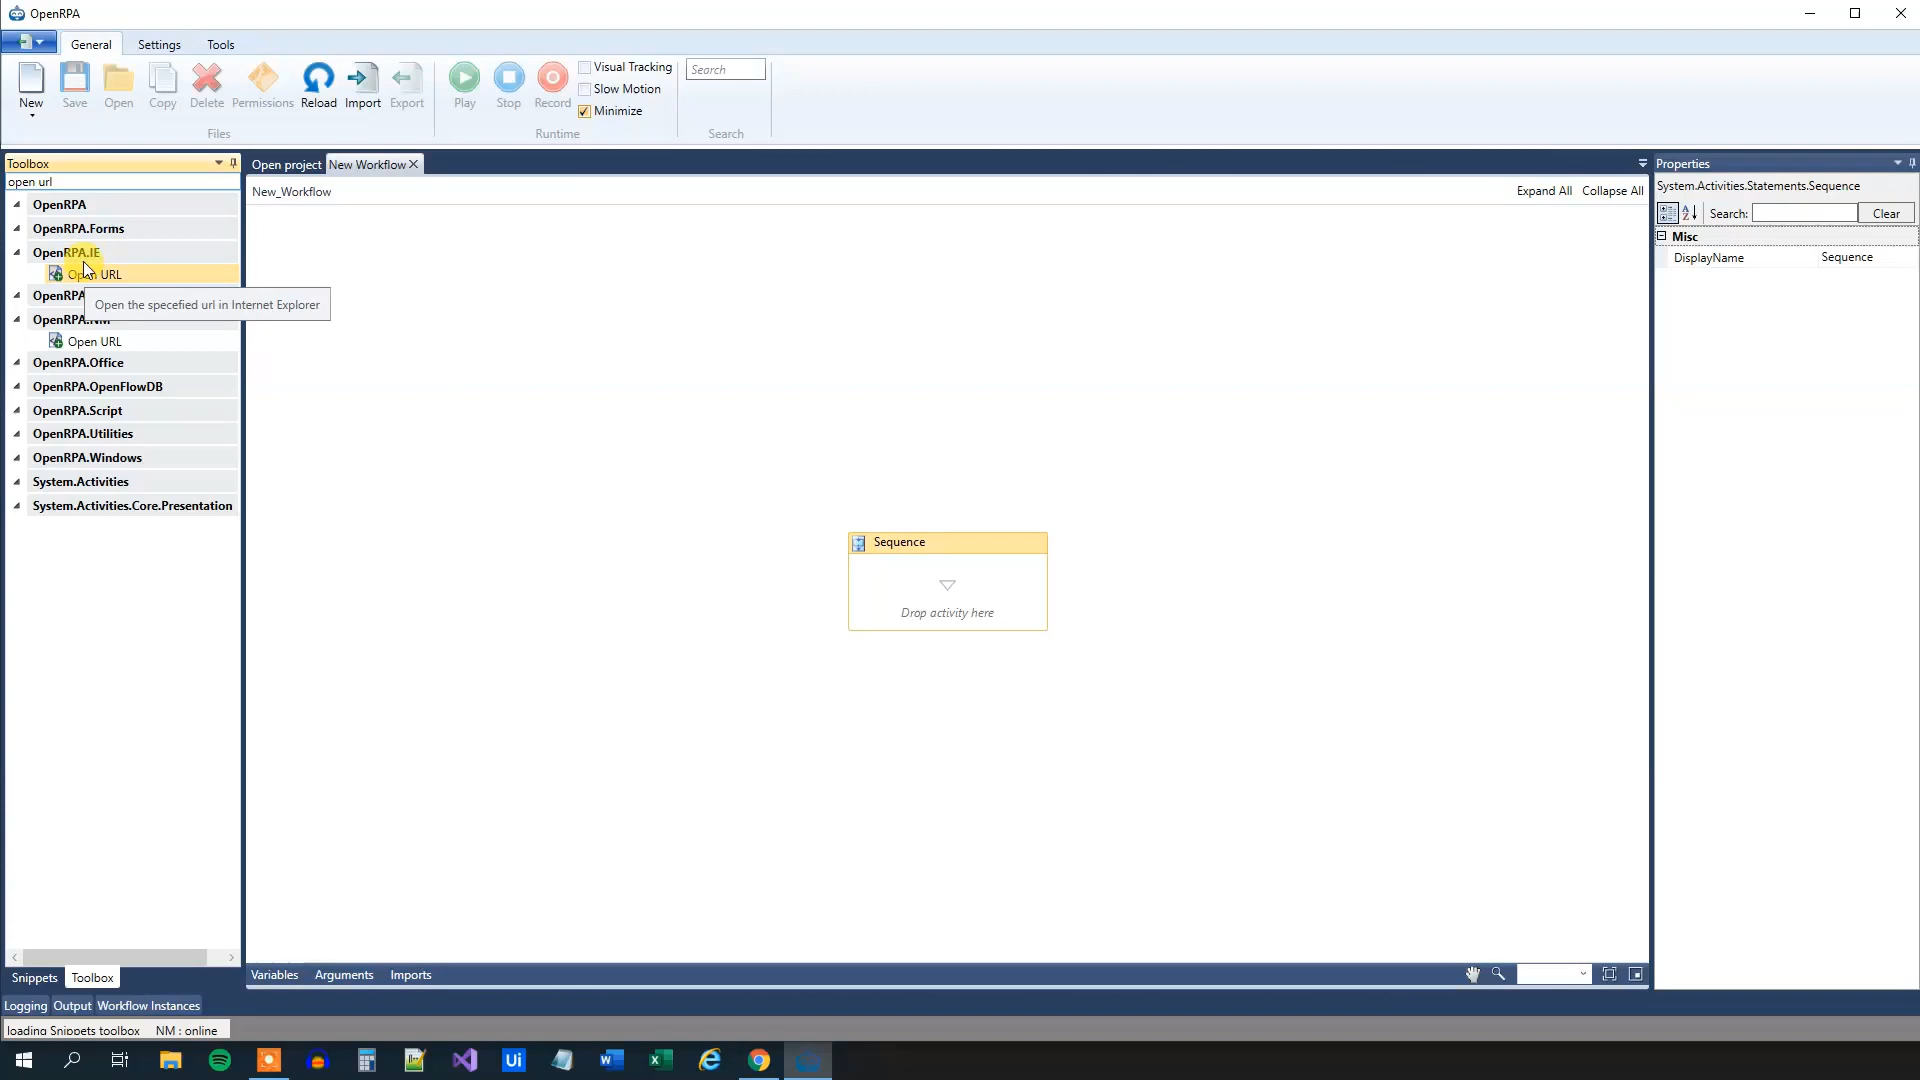 OpenRPA
General Settings Tools
New Save Open Copy Delete Permissions Reload Import Export
Files
Play Stop Record
Visual Tracking
Slow Motion
Minimize
Runtime
Search
Search
Toolbox
open url
OpenRPA
OpenRPA.Forms
OpenRPA.IE
Open URL
Open the specefied url in Internet Explorer
OpenRPA
OpenRPA.NM
Open URL
OpenRPA.Office
OpenRPA.OpenFlowDB
OpenRPA.Script
OpenRPA.Utilities
OpenRPA.Windows
System.Activities
System.Activities.Core.Presentation
Snippets Toolbox
Open project New Workflow
New_Workflow
Expand All Collapse All
Sequence
Drop activity here
Variables Arguments Imports
Properties
System.Activities.Statements.Sequence
Search: Clear
Misc
DisplayName Sequence
Logging Output Workflow Instances
loading Snippets toolbox NM : online
Ui